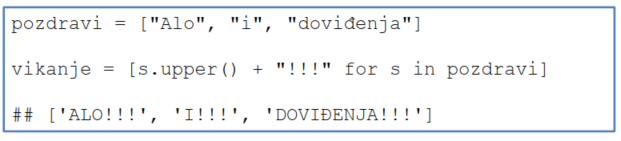 pozdravi = ["Alo", "i", "doviđenja"]
vikanje = [s.upper() + "!!!" for s in pozdravi]
## ['ALO!!!', 'I!!!', 'DOVIĐENJA!!!']